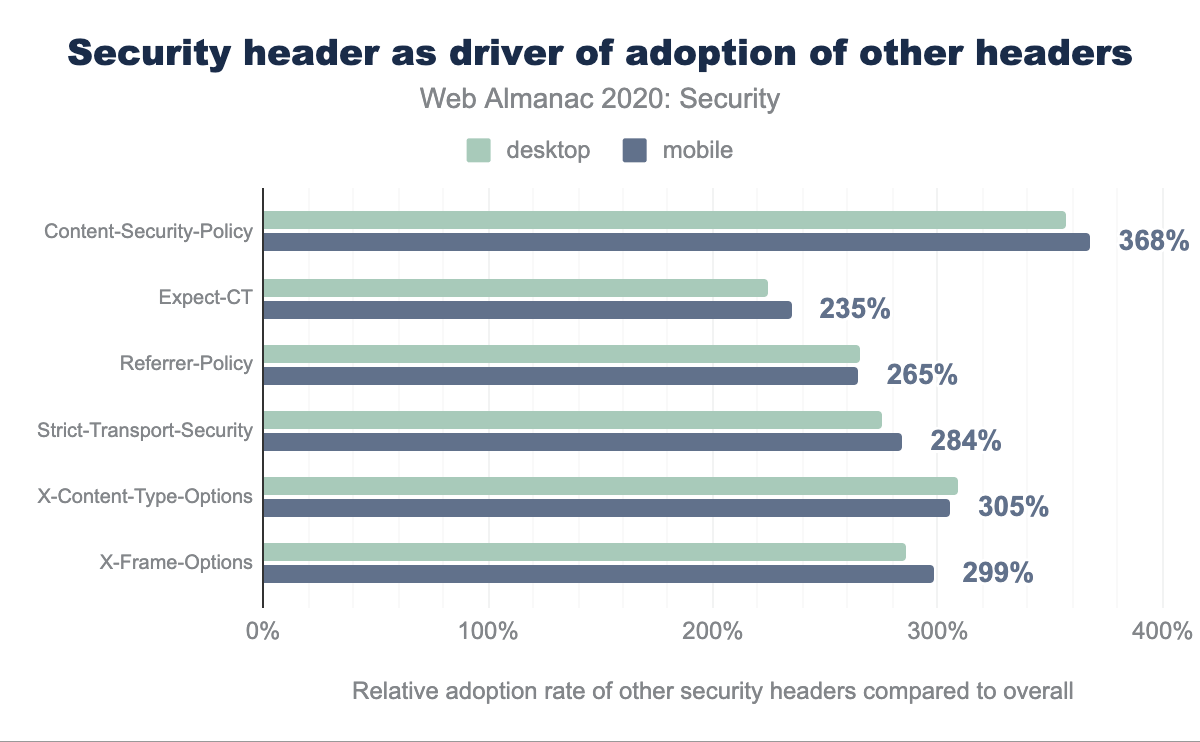 Security header as driver of adoption of other headers
Web Almanac 2020: Security
desktop mobile
Content-Security-Policy 368%
Expect-CT 235%
Referrer-Policy 265%
Strict-Transport-Security 284%
X-Content-Type-Options 305%
X-Frame-Options 299%
0% 100% 200% 300% 400%
Relative adoption rate of other security headers compared to overall